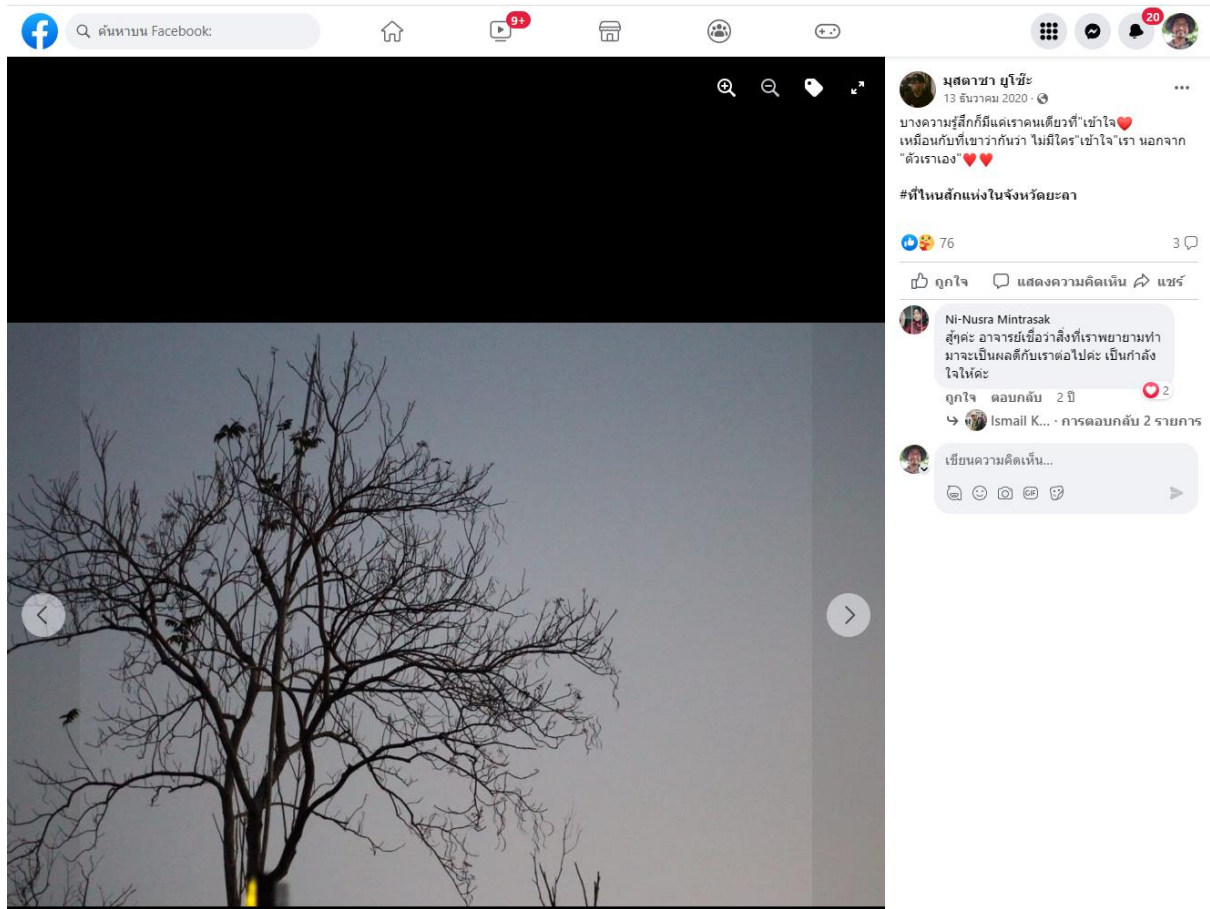 ค้นหาบน Facebook:
9+
20
มุสตาซา ยูโซ๊ะ
13 ธันวาคม 2020 ·
บางความรู้สึกก็มีแค่เราคนเดียวที่"เข้าใจ❤️
เหมือนกับที่เขาว่ากันว่า ไม่มีใคร"เข้าใจ"เรา นอกจาก
"ตัวเราเอง"❤️❤️
#ที่ไหนสักแห่งในจังหวัดยะลา
76
3
ถูกใจ แสดงความคิดเห็น แชร์
Ni-Nusra Mintrasak
สู้ๆค่ะ อาจารย์เชื่อว่าสิ่งที่เราพยายามทำ
มาจะเป็นผลดีกับเราต่อไปค่ะ เป็นกำลัง
ใจให้ค่ะ
2
ถูกใจ ตอบกลับ 2 ปี
Ismail K... · การตอบกลับ 2 รายการ
เขียนความคิดเห็น...
GIF